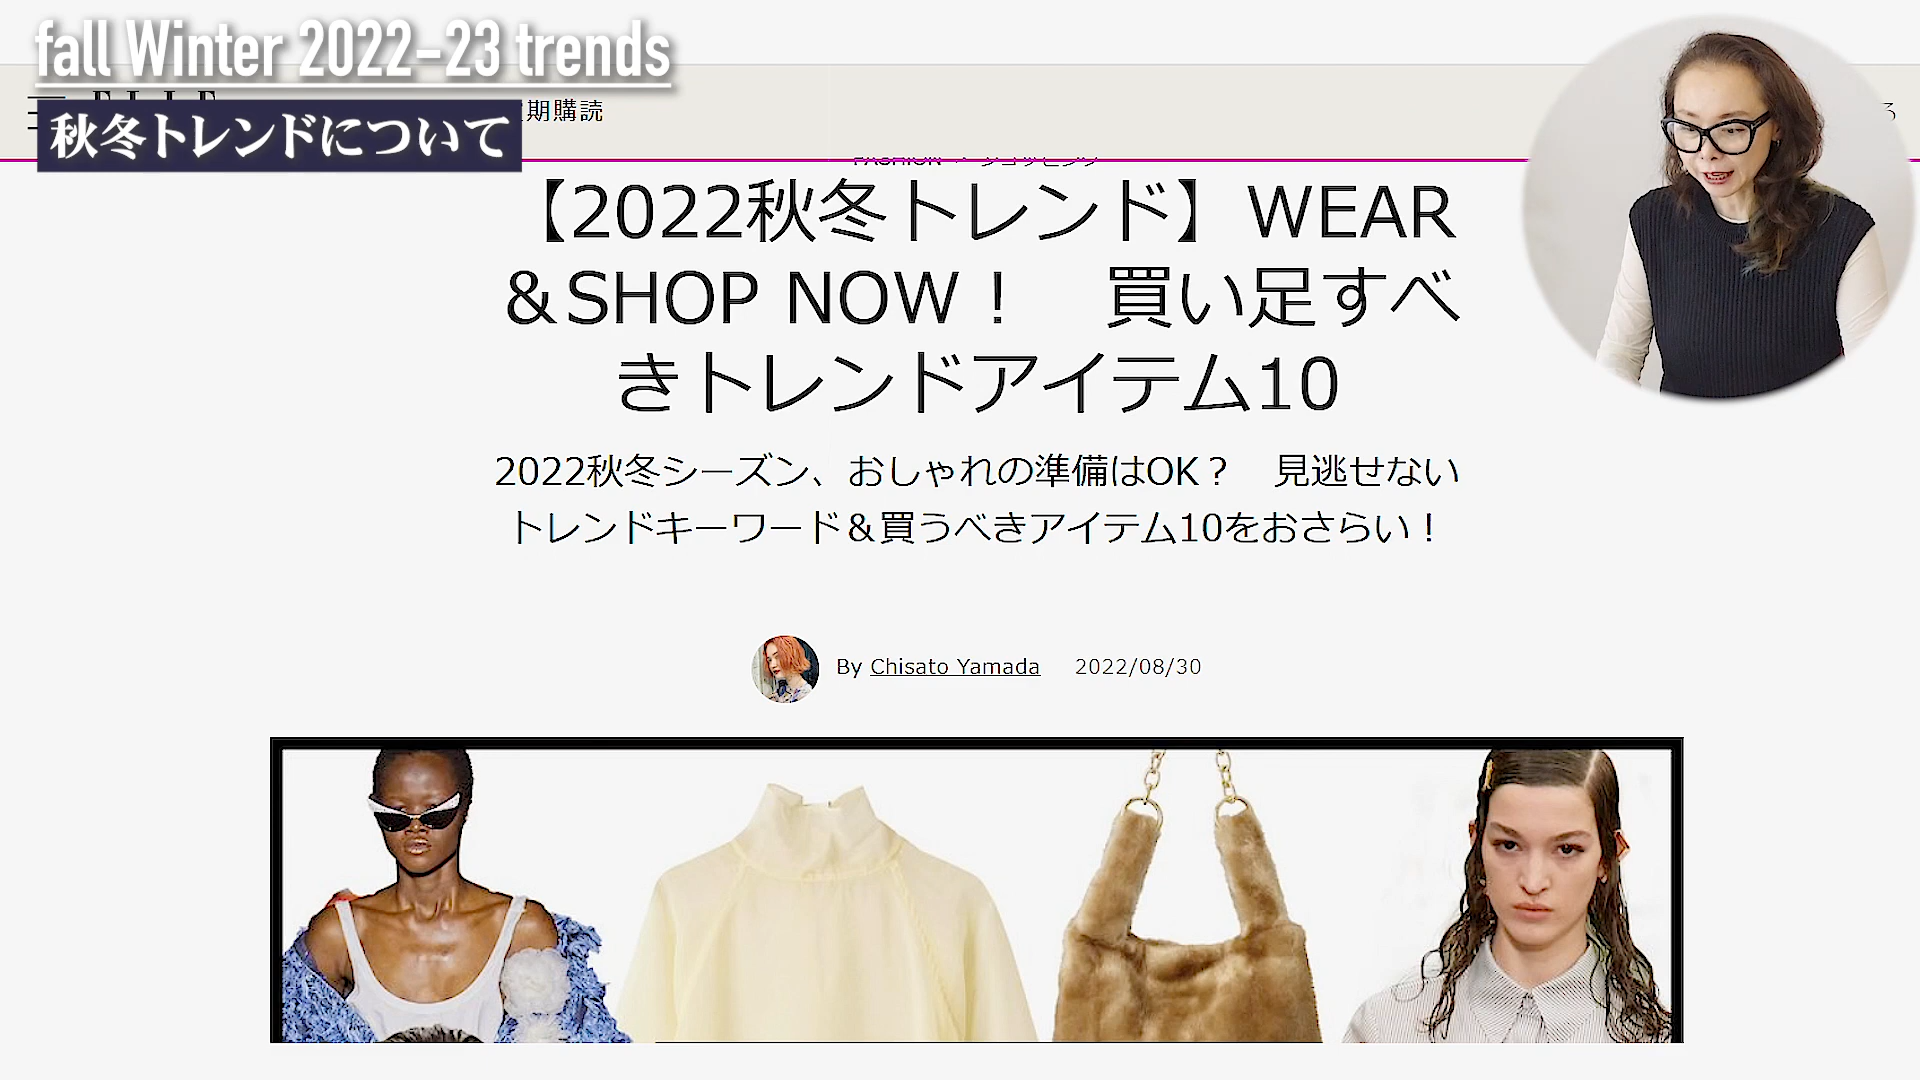 fall Winter 2022-23 trends
秋冬トレンドについて
期購読
【2022秋冬トレンド】WEAR
＆SHOP NOW！　買い足すべ
きトレンドアイテム10
2022秋冬シーズン、おしゃれの準備はOK？　見逃せない
トレンドキーワード＆買うべきアイテム10をおさらい！
By Chisato Yamada 2022/08/30